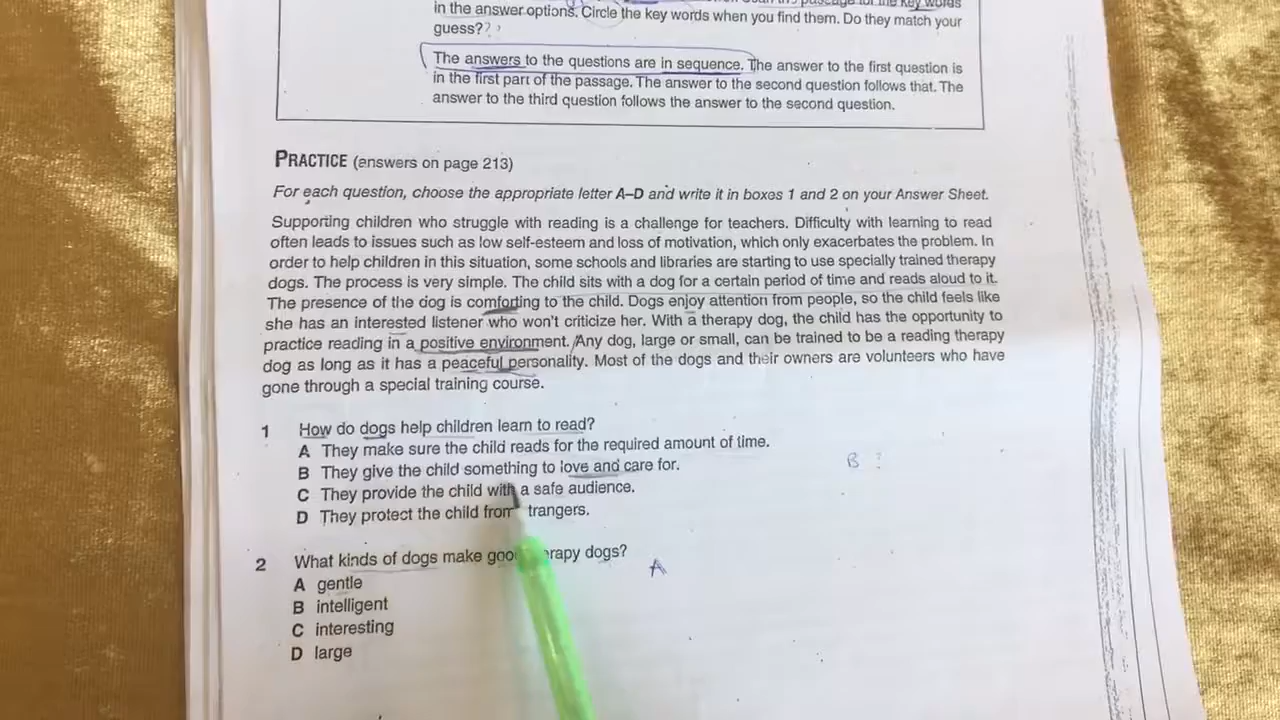 passage for the key words
in the answer options. Circle the key words when you find them. Do they match your
guess??
The answers to the questions are in sequence. The answer to the first question is
in the first part of the passage. The answer to the second question follows that. The
answer to the third question follows the answer to the second question.
PRACTICE (answers on page 213)
For each question, choose the appropriate letter A–D and write it in boxes 1 and 2 on your Answer Sheet.
Supporting children who struggle with reading is a challenge for teachers. Difficulty with learning to read
often leads to issues such as low self-esteem and loss of motivation, which only exacerbates the problem. In
order to help children in this situation, some schools and libraries are starting to use specially trained therapy
dogs. The process is very simple. The child sits with a dog for a certain period of time and reads aloud to it.
The presence of the dog is comforting to the child. Dogs enjoy attention from people, so the child feels like
she has an interested listener who won't criticize her. With a therapy dog, the child has the opportunity to
practice reading in a positive environment. Any dog, large or small, can be trained to be a reading therapy
dog as long as it has a peaceful personality. Most of the dogs and their owners are volunteers who have
gone through a special training course.
1 How do dogs help children learn to read?
A They make sure the child reads for the required amount of time.
B They give the child something to love and care for.
B ?
C They provide the child with a safe audience.
D They protect the child from trangers.
2 What kinds of dogs make goo erapy dogs?
A
A gentle
B intelligent
C interesting
D large